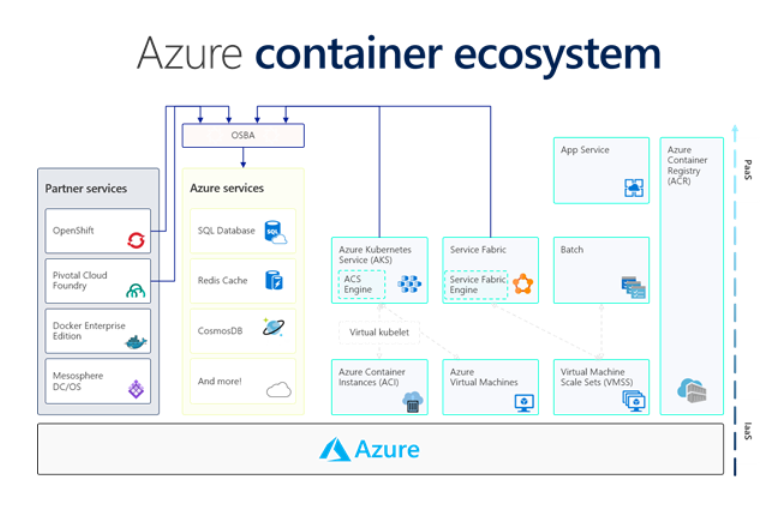 Azure container ecosystem
OSBA
Partner services
OpenShift
Pivotal Cloud
Foundry
Docker Enterprise
Edition
Mesosphere
DC/OS
Azure services
SQL Database
SQL
Redis Cache
CosmosDB
And more!
Azure Kubernetes
Service (AKS)
ACS
Engine
Service Fabric
Service Fabric
Engine
App Service
Batch
Virtual kubelet
Azure Container
Instances (ACI)
Azure
Virtual Machines
Virtual Machine
Scale Sets (VMSS)
Azure
Container
Registry
(ACR)
PaaS
IaaS
Azure